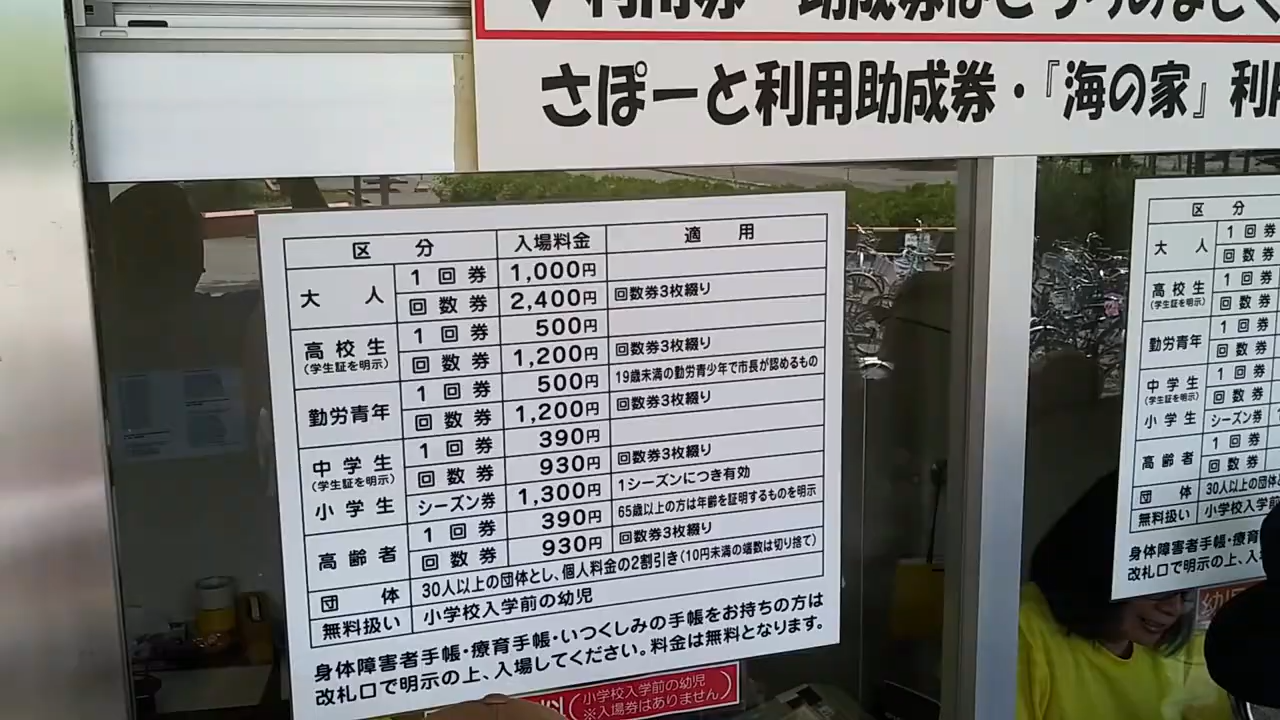 さぽーと利用助成券・『海の家』利
区分 入場料金 適用
大人 1回券 1,000円
回数券 2,400円 回数券3枚綴り
高校生 (学生証を明示) 1回券 500円
回数券 1,200円 回数券3枚綴り
勤労青年 1回券 500円 19歳未満の勤労青少年で市長が認めるもの
回数券 1,200円 回数券3枚綴り
中学生 (学生証を明示) 小学生 1回券 390円
回数券 930円 回数券3枚綴り
シーズン券 1,300円 1シーズンにつき有効
高齢者 1回券 390円 65歳以上の方は年齢を証明するものを明示
回数券 930円 回数券3枚綴り
団体 30人以上の団体とし、個人料金の2割引き(10円未満の端数は切り捨て)
無料扱い 小学校入学前の幼児
身体障害者手帳・療育手帳・いつくしみの手帳をお持ちの方は
改札口で明示の上、入場してください。料金は無料となります。
(小学校入学前の幼児
※入場券はありません)
区分
大人 1回券
回数券
高校生 (学生証を明示) 1回券
回数券
勤労青年 1回券
回数券
中学生 (学生証を明示) 小学生 1回券
回数券
シーズン券
高齢者 1回券
回数券
団体 30人以上の団体
無料扱い 小学校入学前
身体障害者手帳・療育
改札口で明示の上、入